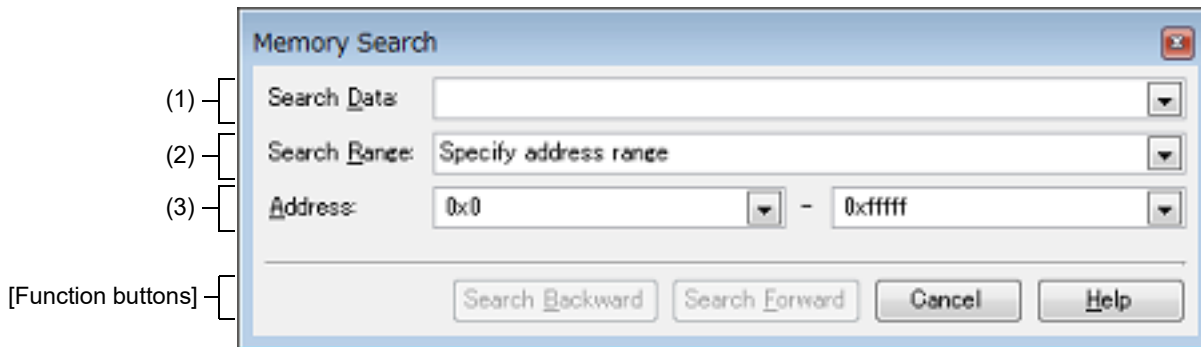 Memory Search
(1) Search Data:
(2) Search Range: Specify address range
(3) Address: 0x0 - 0xfffff
[Function buttons] Search Backward Search Forward Cancel Help